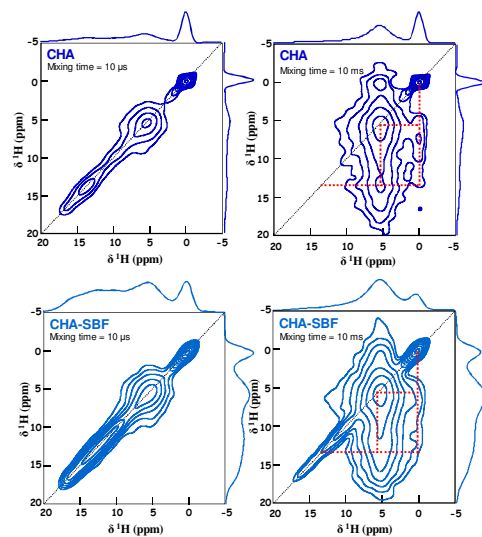 -5
CHA
Mixing time = 10 µs
0
5
10
15
20
20 15 10 5 0 -5
δ ¹H (ppm)
δ ¹H (ppm)
-5
CHA
Mixing time = 10 ms
0
5
10
15
20
20 15 10 5 0 -5
δ ¹H (ppm)
δ ¹H (ppm)
-5
CHA-SBF
Mixing time = 10 µs
0
5
10
15
20
20 15 10 5 0 -5
δ ¹H (ppm)
δ ¹H (ppm)
-5
CHA-SBF
Mixing time = 10 ms
0
5
10
15
20
20 15 10 5 0 -5
δ ¹H (ppm)
δ ¹H (ppm)